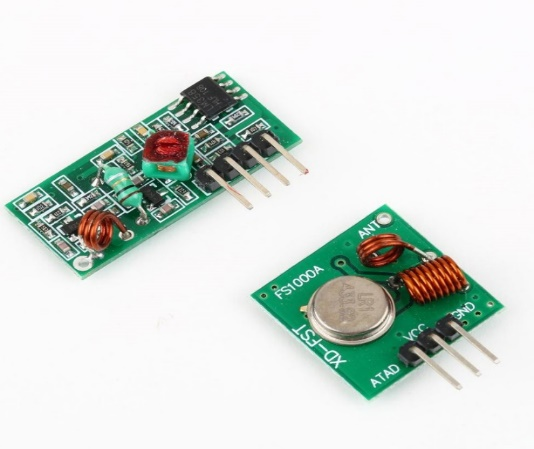 ANT
FS1000A
XD-FST
GND
VCC
ATAD